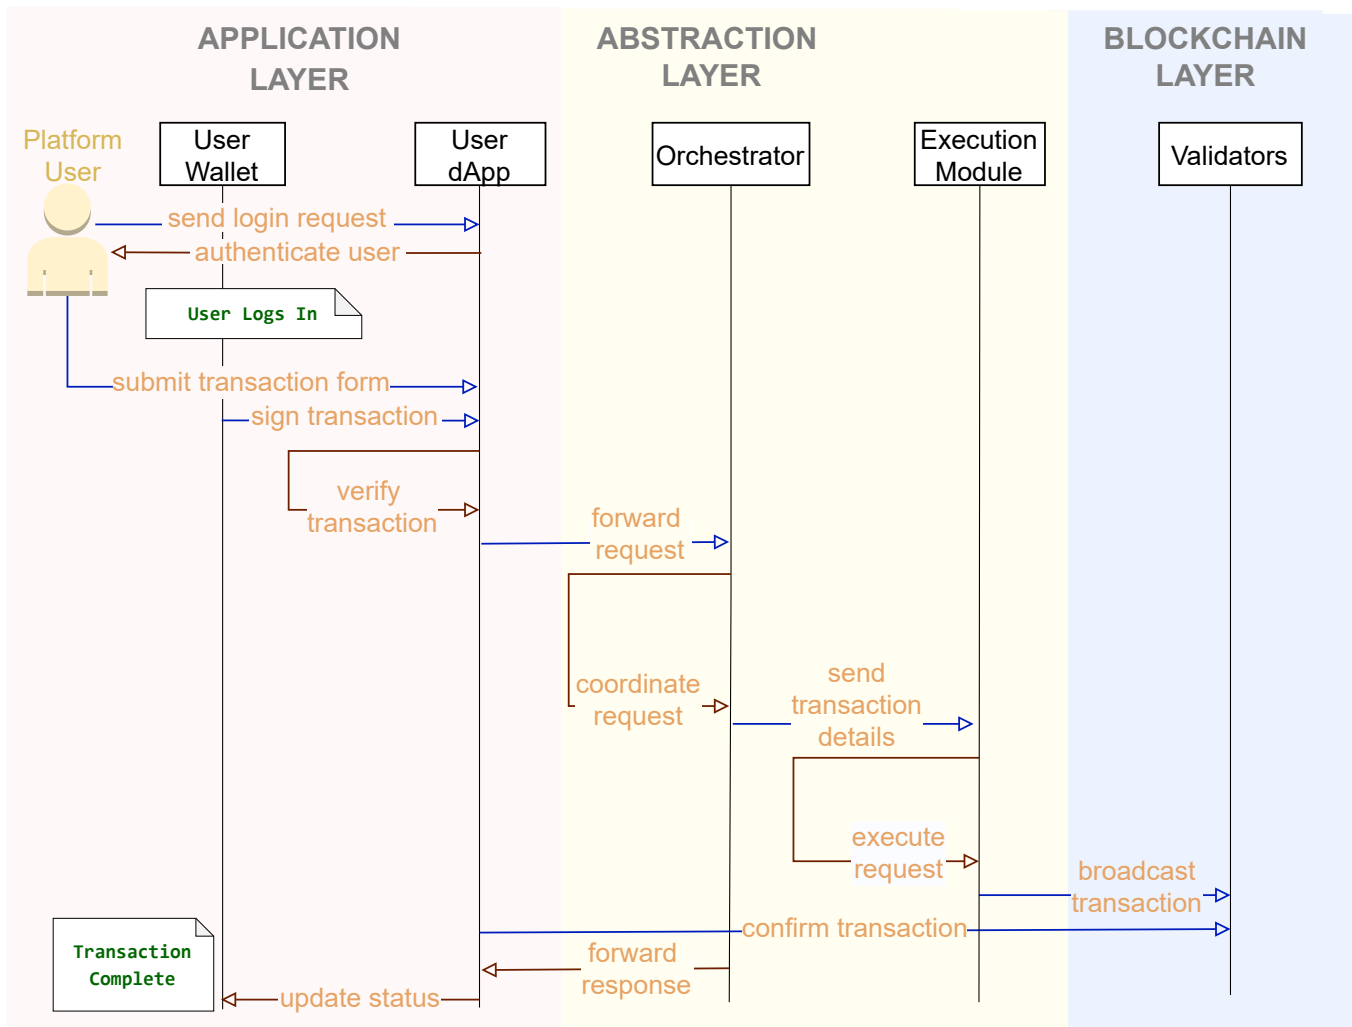 APPLICATION
LAYER
ABSTRACTION
LAYER
BLOCKCHAIN
LAYER
Platform
User
User
Wallet
User
dApp
Orchestrator
Execution
Module
Validators
send login request
authenticate user
User Logs In
submit transaction form
sign transaction
verify
transaction
forward
request
coordinate
request
send
transaction
details
execute
request
broadcast
transaction
confirm transaction
forward
response
Transaction
Complete
update status